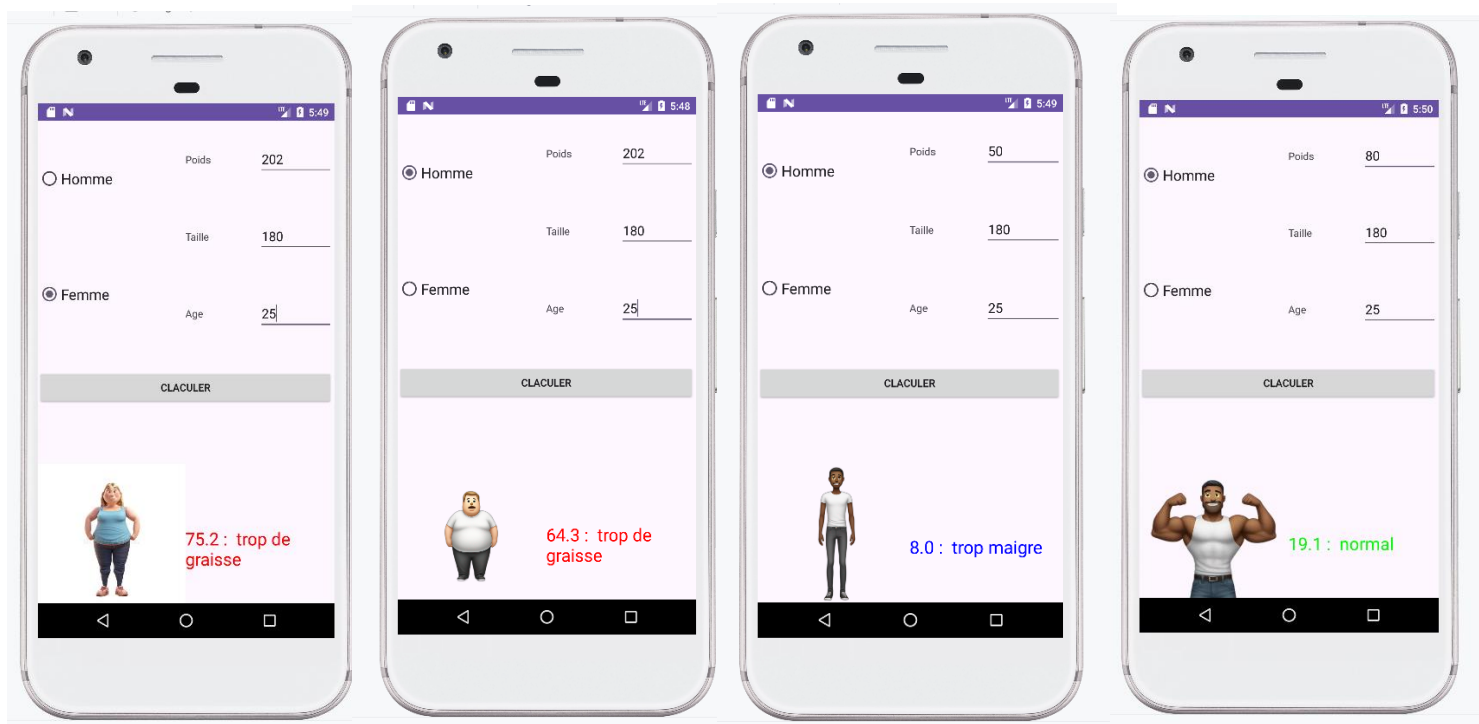 5:49
Poids 202
Homme
Taille 180
Femme
Age 25
CLACULER
75.2 : trop de
graisse
5:48
Poids 202
Homme
Taille 180
Femme
Age 25
CLACULER
64.3 : trop de
graisse
5:49
Poids 50
Homme
Taille 180
Femme
Age 25
CLACULER
8.0 : trop maigre
5:50
Poids 80
Homme
Taille 180
Femme
Age 25
CLACULER
19.1 : normal